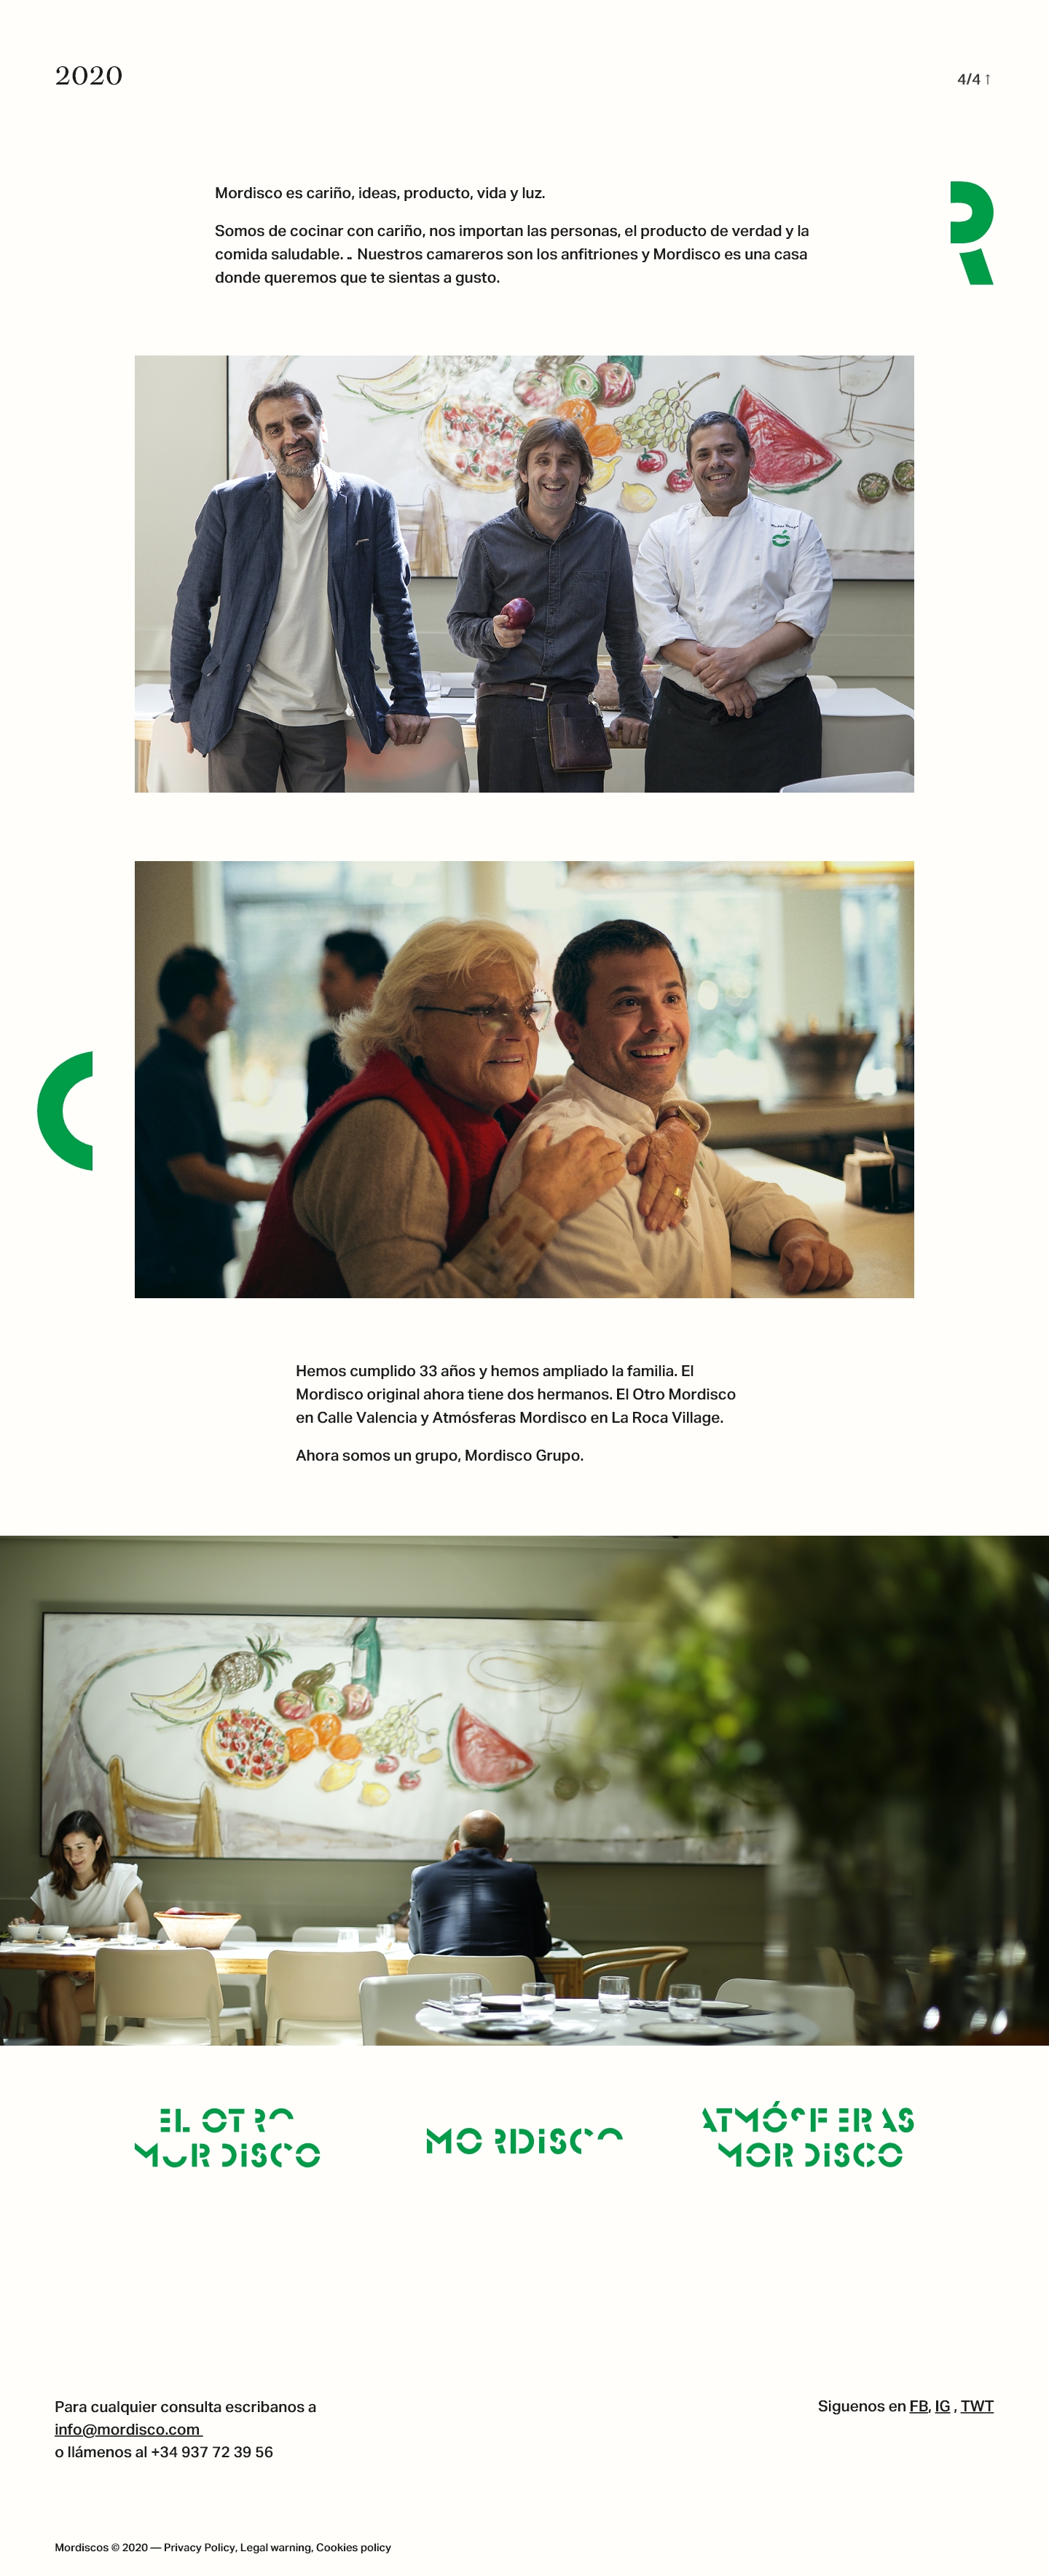 2020
4/4 ↑
Mordisco es cariño, ideas, producto, vida y luz.
Somos de cocinar con cariño, nos importan las personas, el producto de verdad y la
comida saludable. .. Nuestros camareros son los anfitriones y Mordisco es una casa
donde queremos que te sientas a gusto.
R
C
Hemos cumplido 33 años y hemos ampliado la familia. El
Mordisco original ahora tiene dos hermanos. El Otro Mordisco
en Calle Valencia y Atmósferas Mordisco en La Roca Village.
Ahora somos un grupo, Mordisco Grupo.
EL OTRO
MORDISCO
MORDISCO
ATMÓSFERAS
MORDISCO
Para cualquier consulta escribanos a
info@mordisco.com
o llámenos al +34 937 72 39 56
Siguenos en FB, IG , TWT
Mordiscos © 2020 — Privacy Policy, Legal warning, Cookies policy